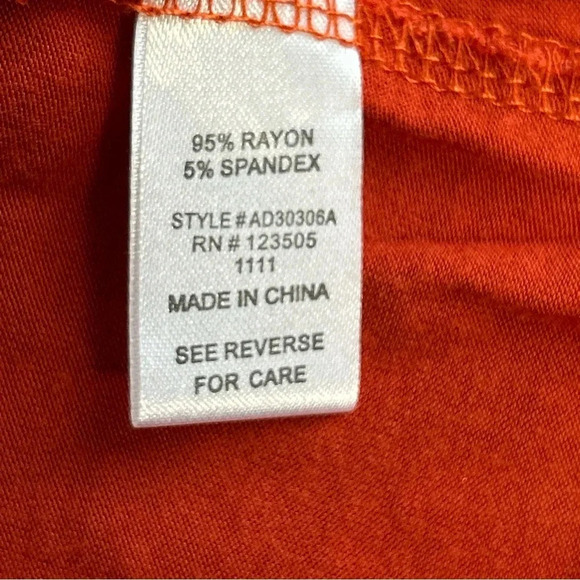 95% RAYON
5% SPANDEX
STYLE#AD30306A
RN # 123505
1111
MADE IN CHINA
SEE REVERSE
FOR CARE